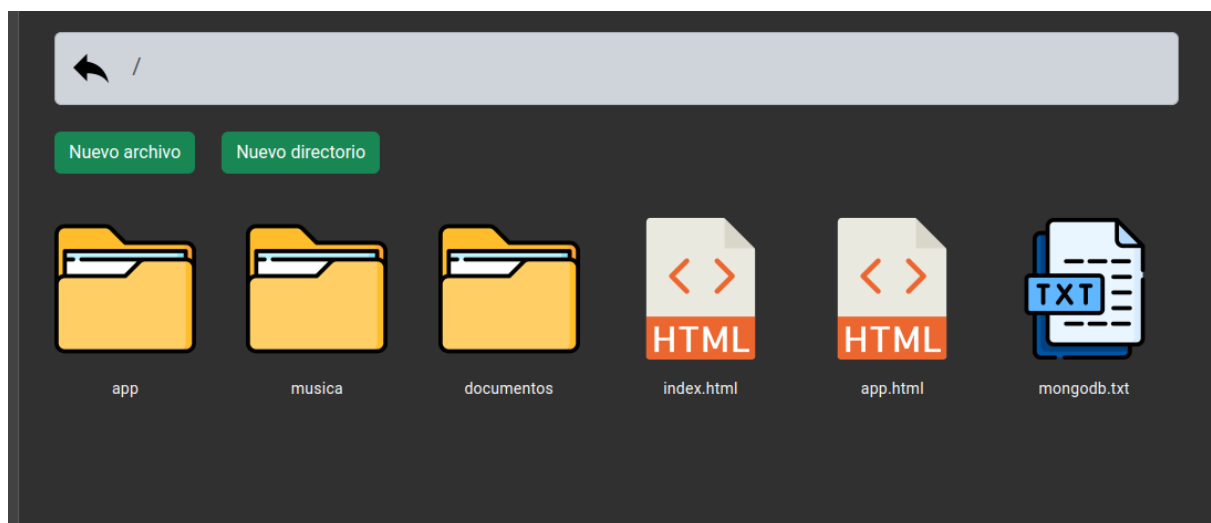 /
Nuevo archivo Nuevo directorio
HTML HTML TXT
app musica documentos index.html app.html mongodb.txt